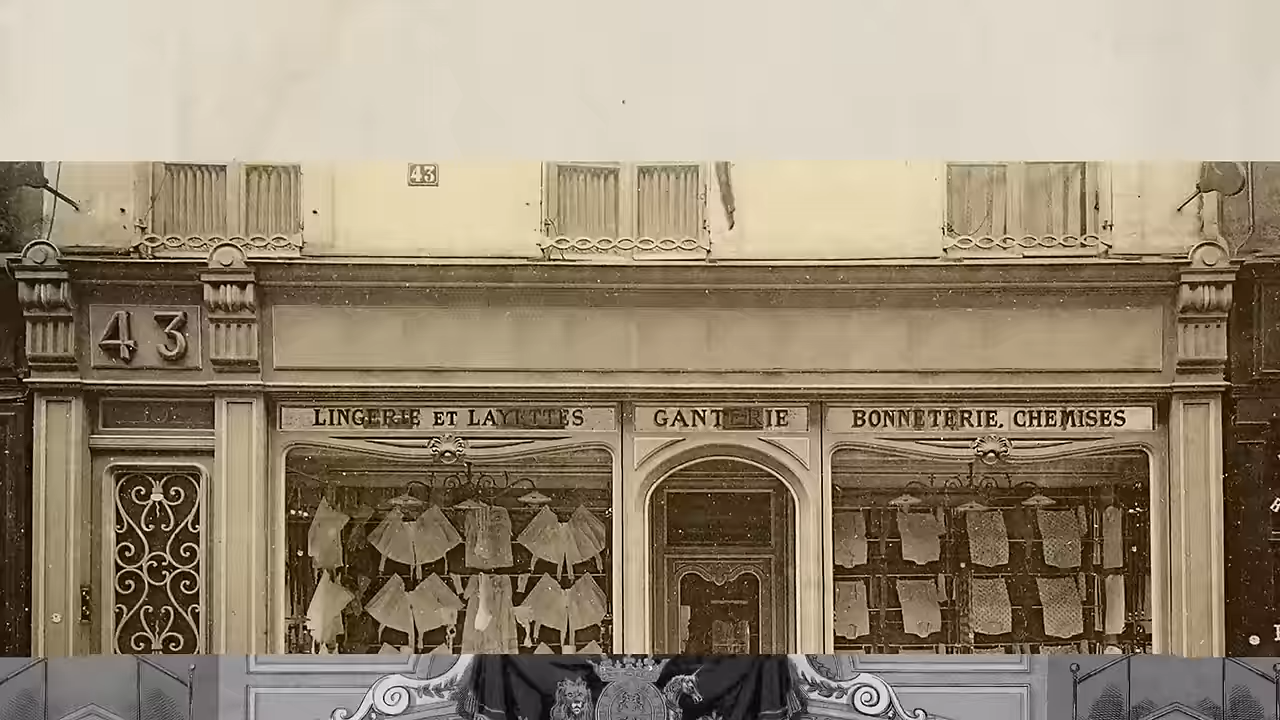 43
43
LINGERIE ET LAYETTES
GANTERIE
BONNETERIE, CHEMISES